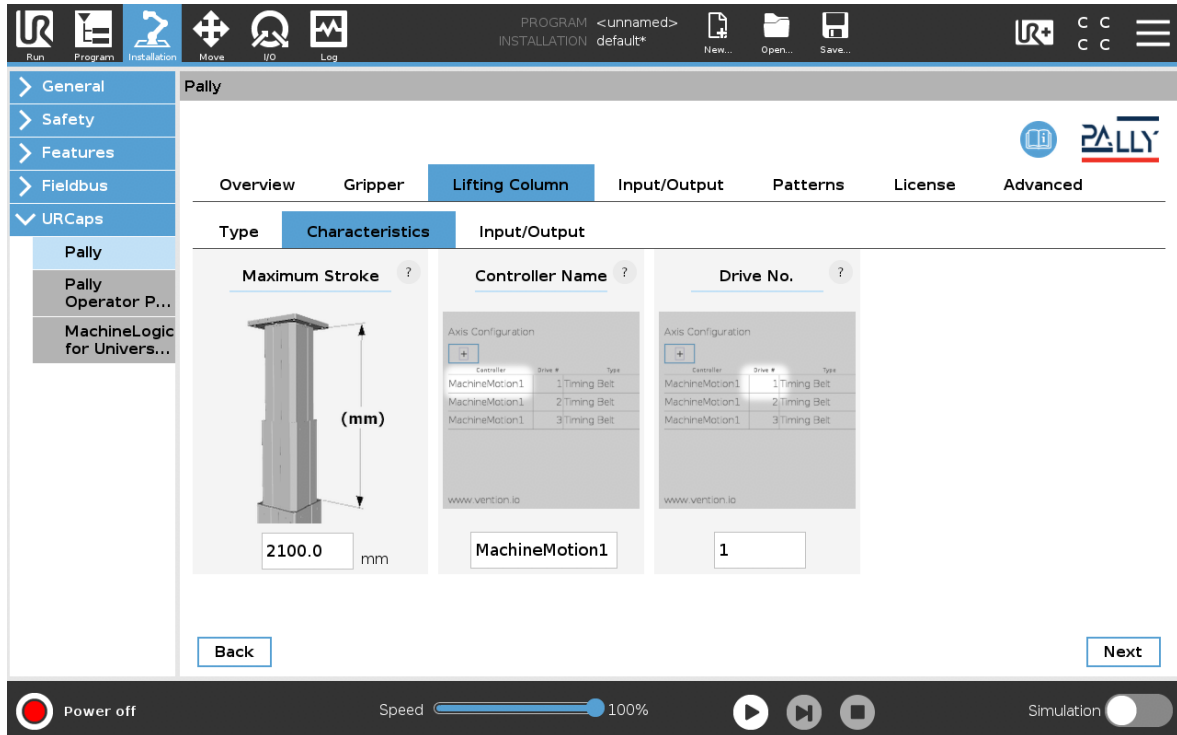 PROGRAM <unnamed>
INSTALLATION default*
Run Program Installation Move I/O Log New... Open... Save...
UR+ C C
C C
General
Safety
Features
Fieldbus
URCaps
Pally
Pally
Operator P...
MachineLogic
for Univers...
Pally
PALLY
Overview Gripper Lifting Column Input/Output Patterns License Advanced
Type Characteristics Input/Output
Maximum Stroke ?
(mm)
2100.0 mm
Controller Name ?
Axis Configuration
+
Controller Drive # Type
MachineMotion1 1 Timing Belt
MachineMotion1 2 Timing Belt
MachineMotion1 3 Timing Belt
www.vention.io
MachineMotion1
Drive No. ?
Axis Configuration
+
Controller Drive # Type
MachineMotion1 1 Timing Belt
MachineMotion1 2 Timing Belt
MachineMotion1 3 Timing Belt
www.vention.io
1
Back Next
Power off Speed 100% Simulation